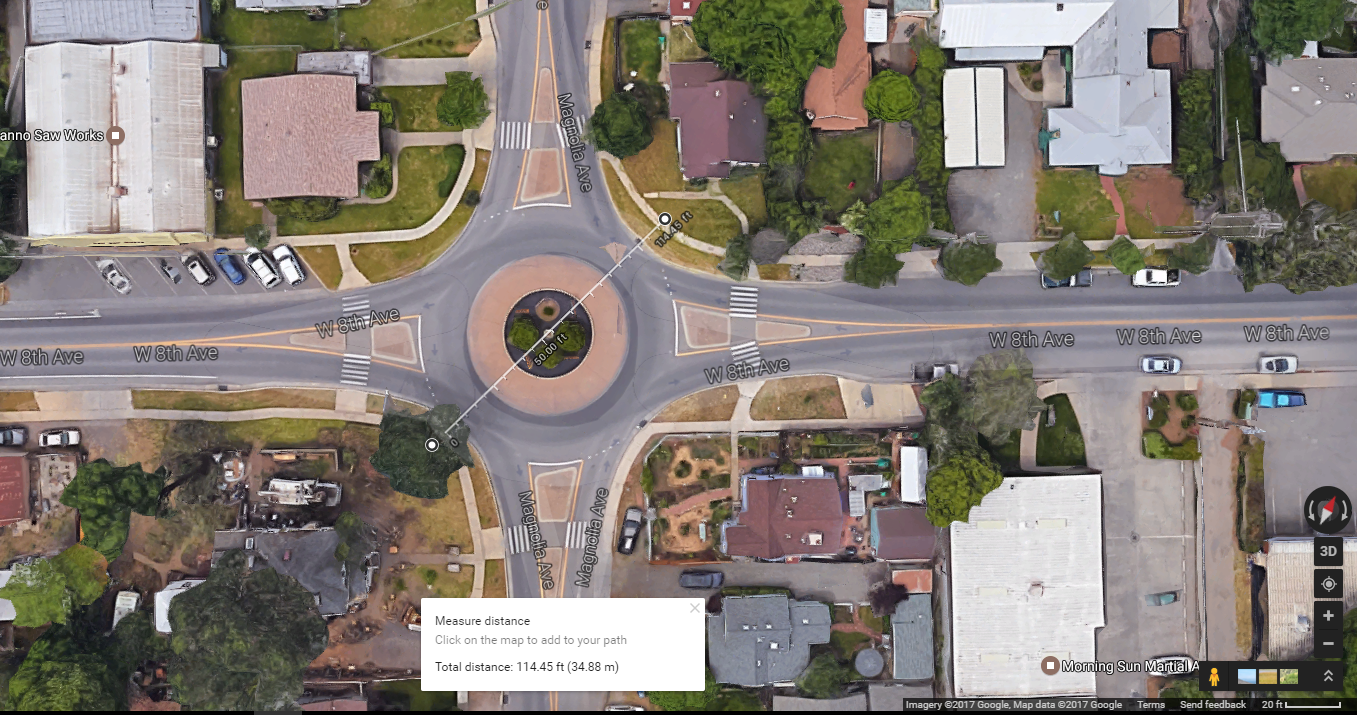 Magnolia Ave
anno Saw Works
114.45 ft
W 8th Ave
W 8th Ave
W 8th Ave
W 8th Ave
W 8th Ave
W 8th Ave
W 8th Ave
50.00 ft
0
Magnolia Ave
Magnolia Ave
3D
Measure distance
Click on the map to add to your path
Total distance: 114.45 ft (34.88 m)
Morning Sun Martial A
Imagery ©2017 Google, Map data ©2017 Google Terms Send feedback 20 ft